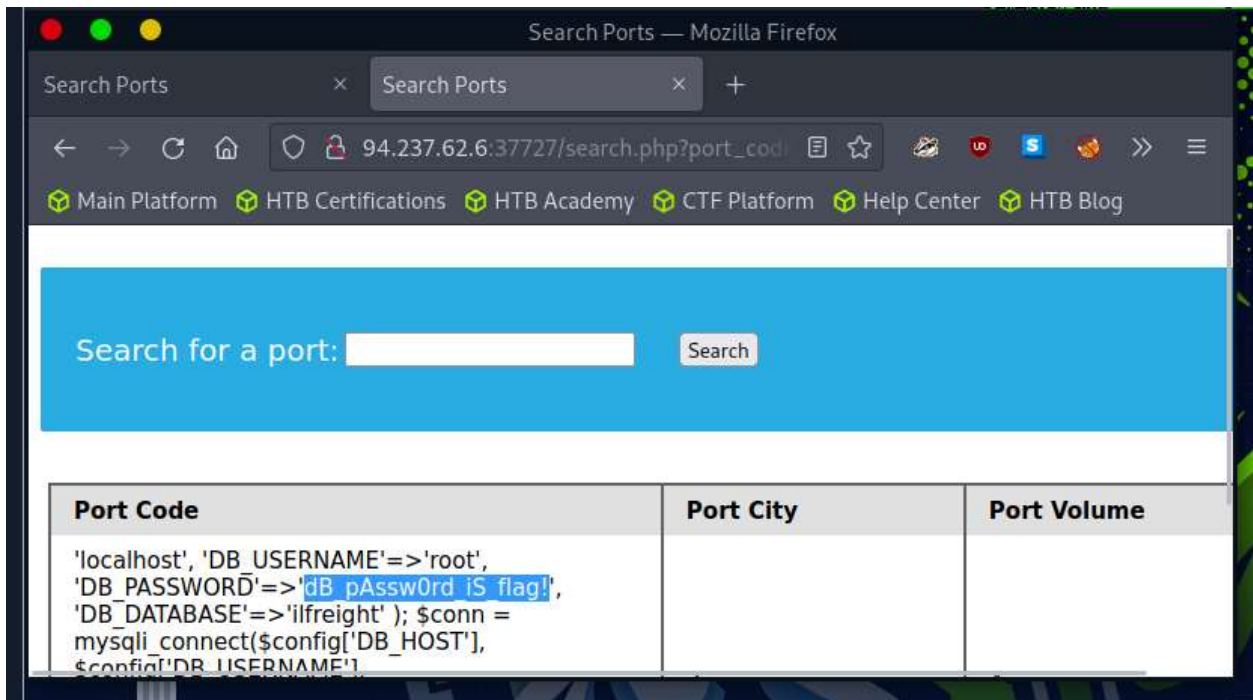 Search Ports — Mozilla Firefox
Search Ports
Search Ports
94.237.62.6:37727/search.php?port_cod
Main Platform HTB Certifications HTB Academy CTF Platform Help Center HTB Blog
Search for a port: Search
Port Code Port City Port Volume
'localhost', 'DB_USERNAME'=>'root',
'DB_PASSWORD'=>'dB_pAssw0rd_iS_flag!',
'DB_DATABASE'=>'ilfreight' ); $conn =
mysqli_connect($config['DB_HOST'],
$config['DB_USERNAME'],